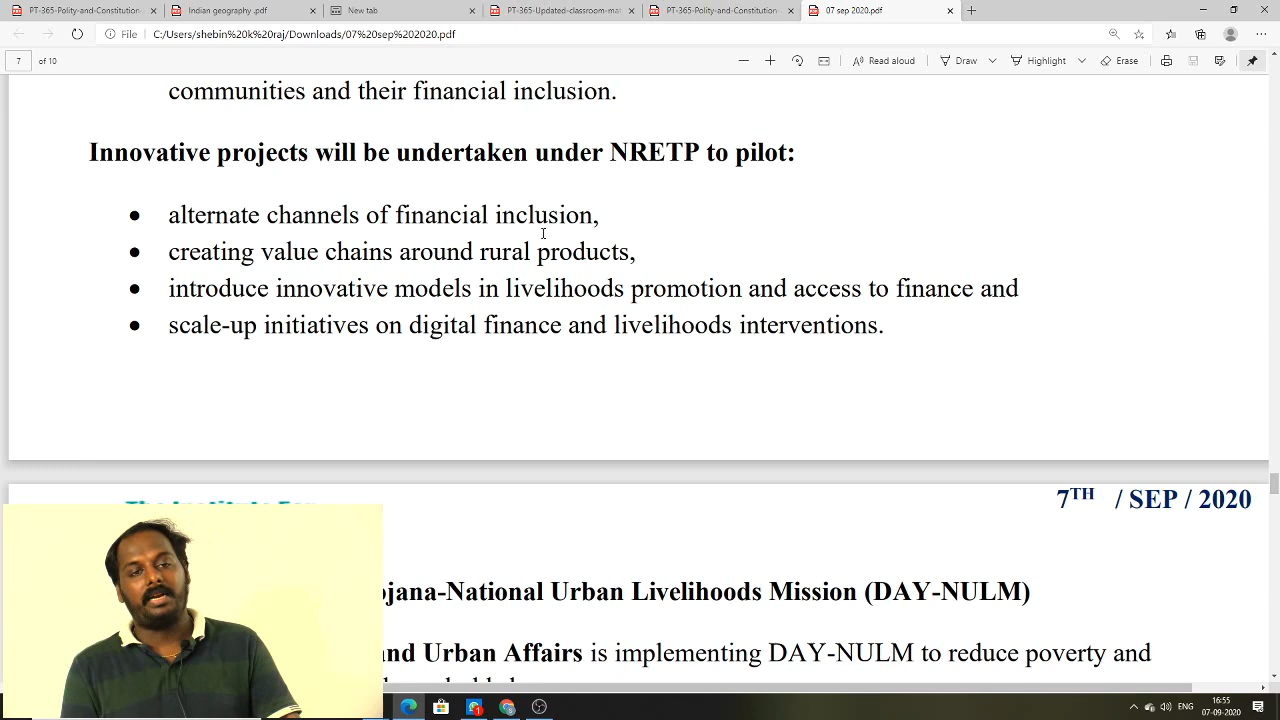 PT-365-Polity-and-Constitution-
Indian geography .pdf
New tab
PT-365-Updated-classroom-mat
PT-365-Polity-and-Constitution-
07 sep 2020.pdf
File
C:/Users/shebin%20k%20raj/Downloads/07%20sep%202020.pdf
7 of 10
Read aloud
Draw
Highlight
Erase
communities and their financial inclusion.
Innovative projects will be undertaken under NRETP to pilot:
• alternate channels of financial inclusion,
• creating value chains around rural products,
• introduce innovative models in livelihoods promotion and access to finance and
• scale-up initiatives on digital finance and livelihoods interventions.
7TH / SEP / 2020
ojana-National Urban Livelihoods Mission (DAY-NULM)
and Urban Affairs is implementing DAY-NULM to reduce poverty and
ENG
16:55
07-09-2020